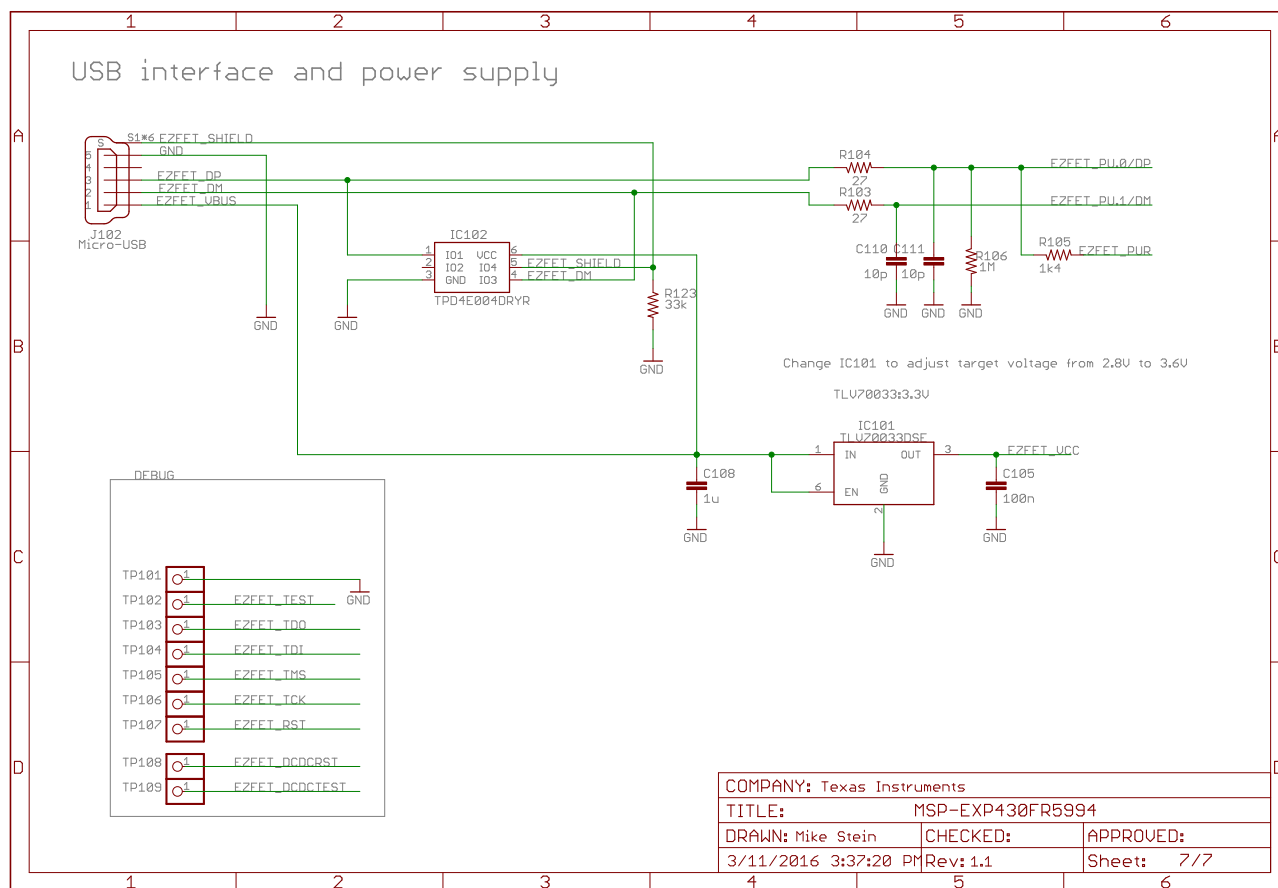 1 2 3 4 5 6
USB interface and power supply
A
A
S1*6 EZFET_SHIELD
S
5 GND
4
3 EZFET_DP
2 EZFET_DM
1 EZFET_VBUS
J102
Micro-USB
R104
27
EZFET_PU.0/DP
R103
27
EZFET_PU.1/DM
IC102
1 IO1 VCC 6
2 IO2 IO4 5 EZFET_SHIELD
3 GND IO3 4 EZFET_DM
TPD4E004DRYR
C110 C111
10p 10p
R106
1M
R105
1k4
EZFET_PUR
R123
33k
GND
GND
GND
GND
GND
GND
B
Change IC101 to adjust target voltage from 2.8V to 3.6V
TLV70033:3.3V
IC101
TLV70033DSE
1 IN OUT 3 EZFET_VCC
6 EN GND
2
C108
1u
C105
100n
GND
GND
GND
C
DEBUG
TP101 1
GND
TP102 1 EZFET_TEST
TP103 1 EZFET_TDO
TP104 1 EZFET_TDI
TP105 1 EZFET_TMS
TP106 1 EZFET_TCK
TP107 1 EZFET_RST
TP108 1 EZFET_DCDCRST
TP109 1 EZFET_DCDCTEST
D
COMPANY: Texas Instruments
TITLE: MSP-EXP430FR5994
DRAWN: Mike Stein CHECKED: APPROVED:
3/11/2016 3:37:20 PM Rev: 1.1 Sheet: 7/7
1 2 3 4 5 6